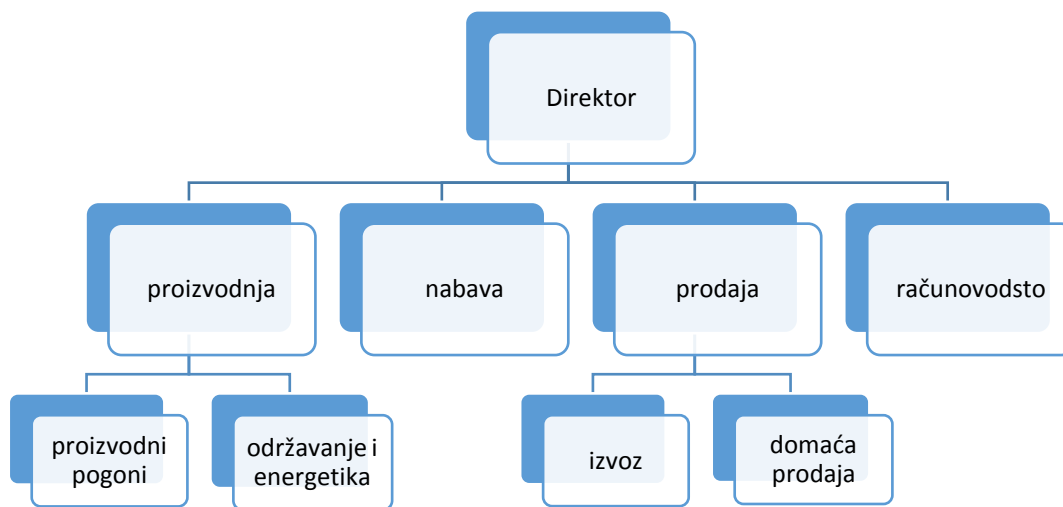 Direktor
proizvodnja
nabava
prodaja
računovodsto
proizvodni
pogoni
održavanje i
energetika
izvoz
domaća
prodaja